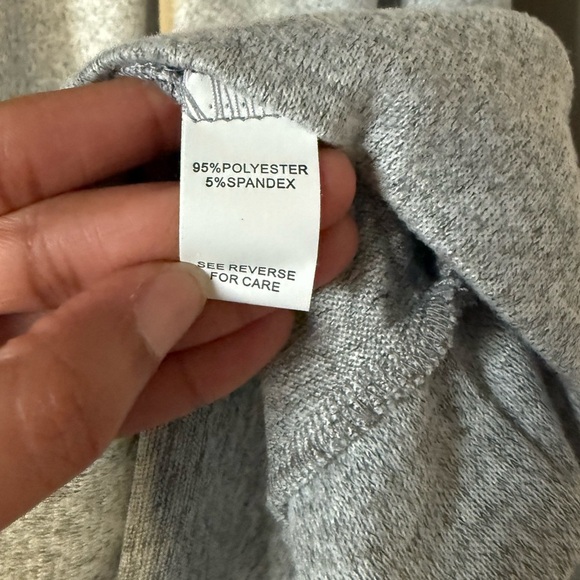 95%POLYESTER
5%SPANDEX
SEE REVERSE
FOR CARE